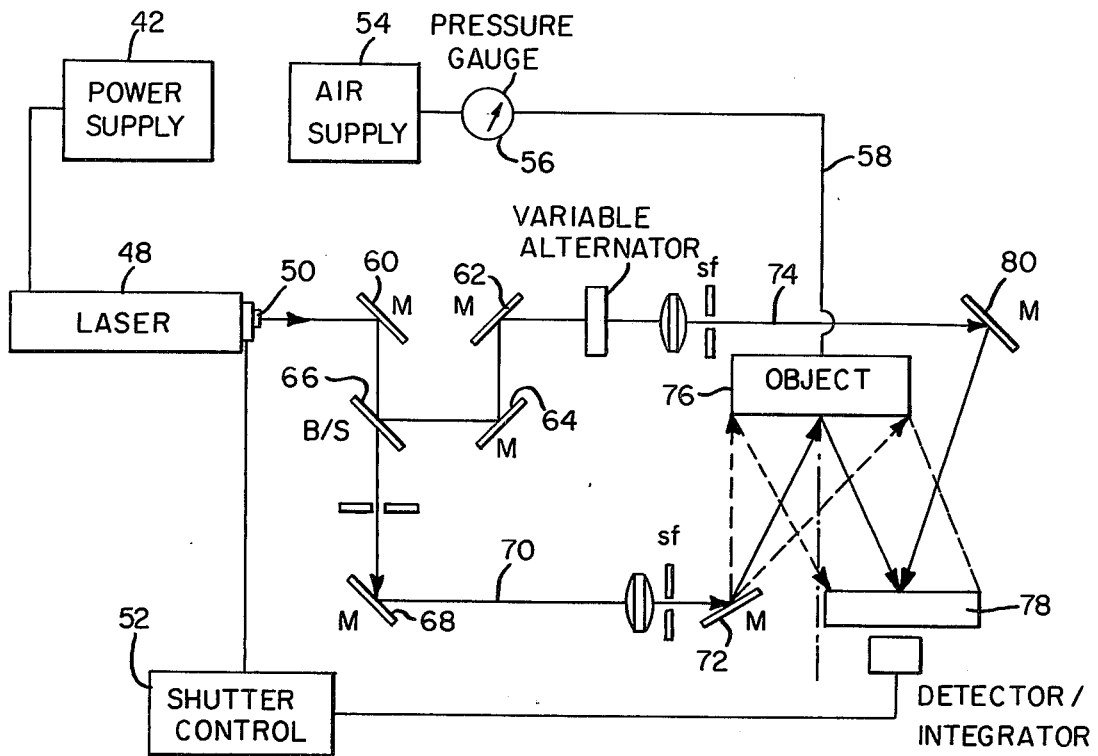 42
POWER
SUPPLY
54
AIR
SUPPLY
PRESSURE
GAUGE
56
58
VARIABLE
ALTERNATOR
48
LASER
50
60
M
62
M
sf
74
80
M
66
B/S
64
M
76
OBJECT
70
sf
M
68
72
M
78
52
SHUTTER
CONTROL
DETECTOR/
INTEGRATOR